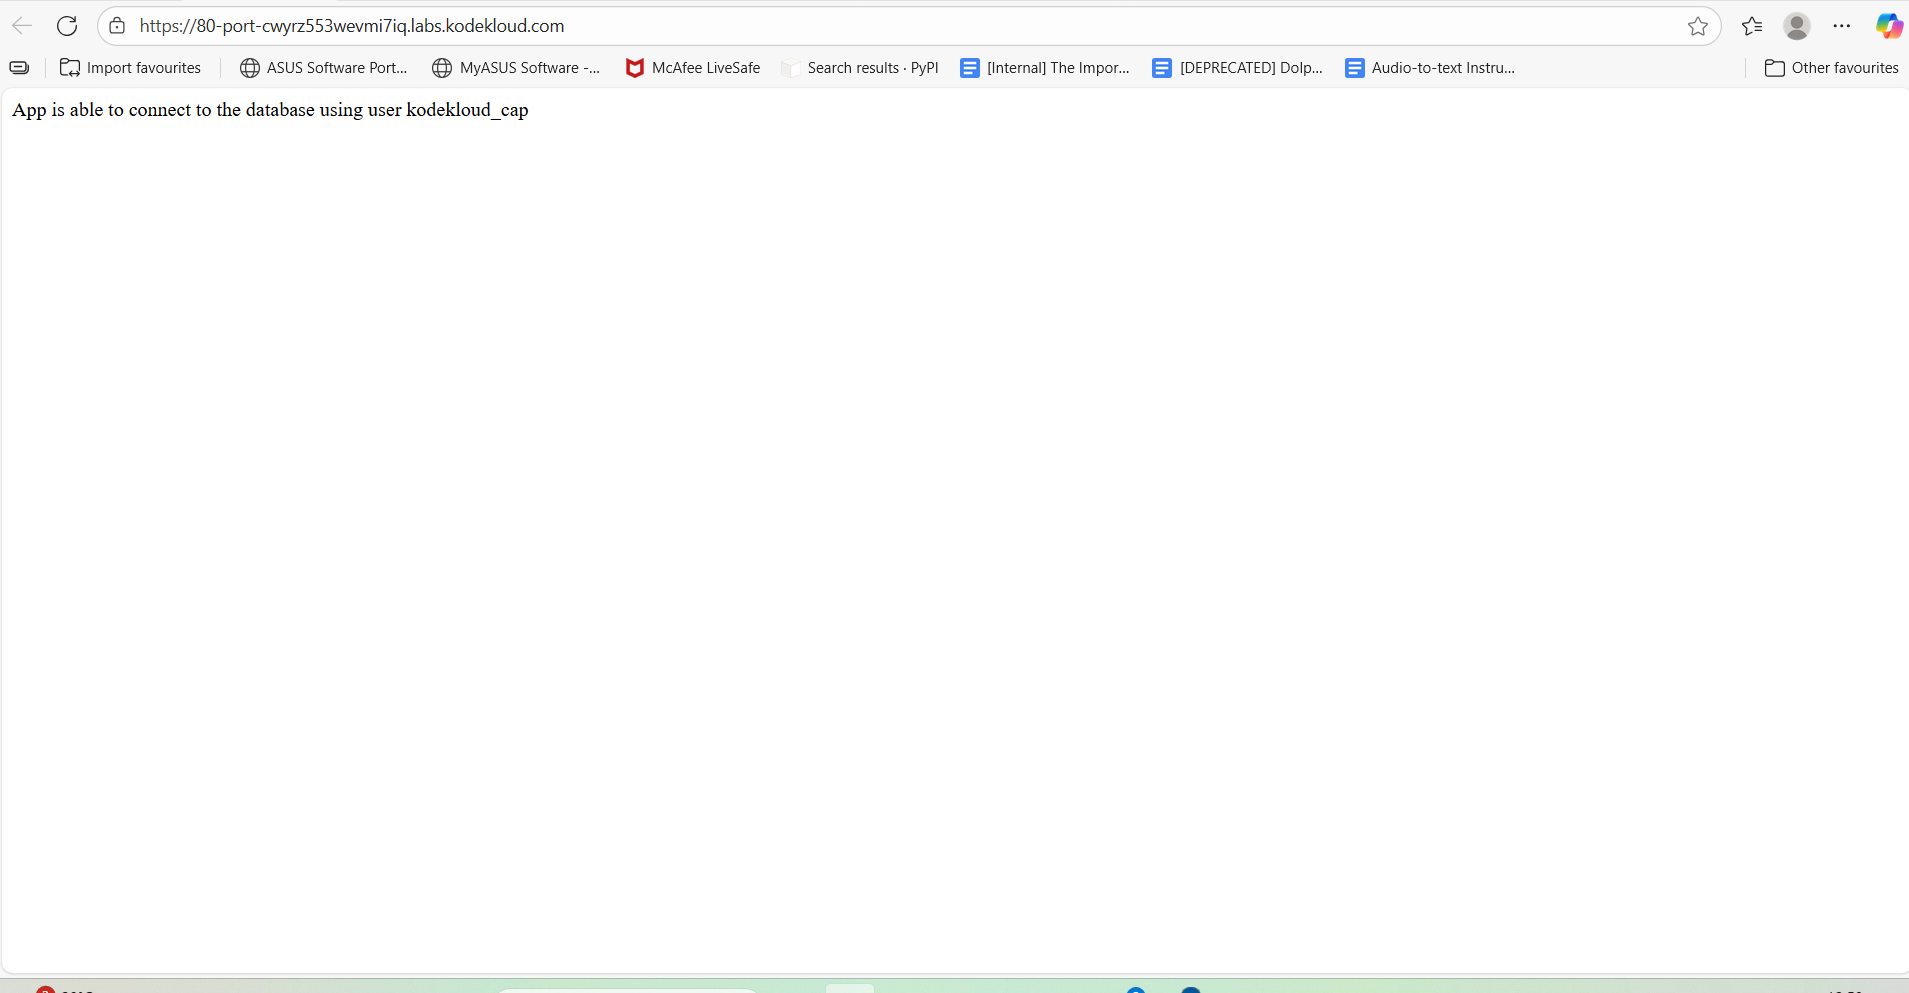 https://80-port-cwyrz553wevmi7iq.labs.kodekloud.com
Import favourites ASUS Software Port... MyASUS Software -... McAfee LiveSafe Search results · PyPI [Internal] The Impor... [DEPRECATED] Dolp... Audio-to-text Instru... Other favourites
App is able to connect to the database using user kodekloud_cap